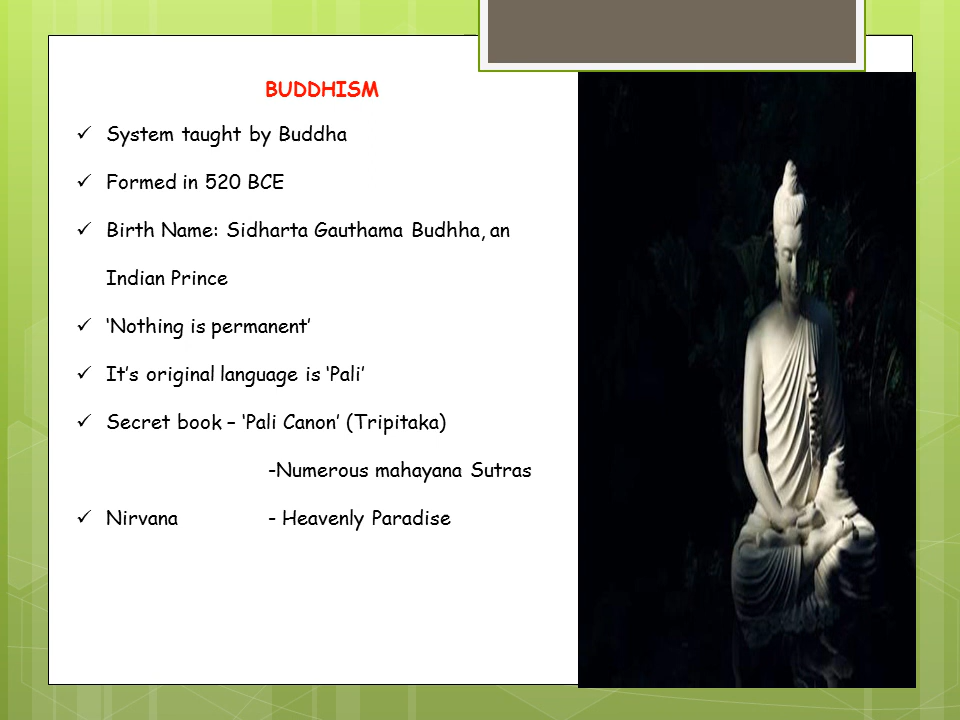 BUDDHISM
✓ System taught by Buddha
✓ Formed in 520 BCE
✓ Birth Name: Sidharta Gauthama Budhha, an
Indian Prince
✓ ‘Nothing is permanent’
✓ It’s original language is ‘Pali’
✓ Secret book – ‘Pali Canon’ (Tripitaka)
-Numerous mahayana Sutras
✓ Nirvana - Heavenly Paradise